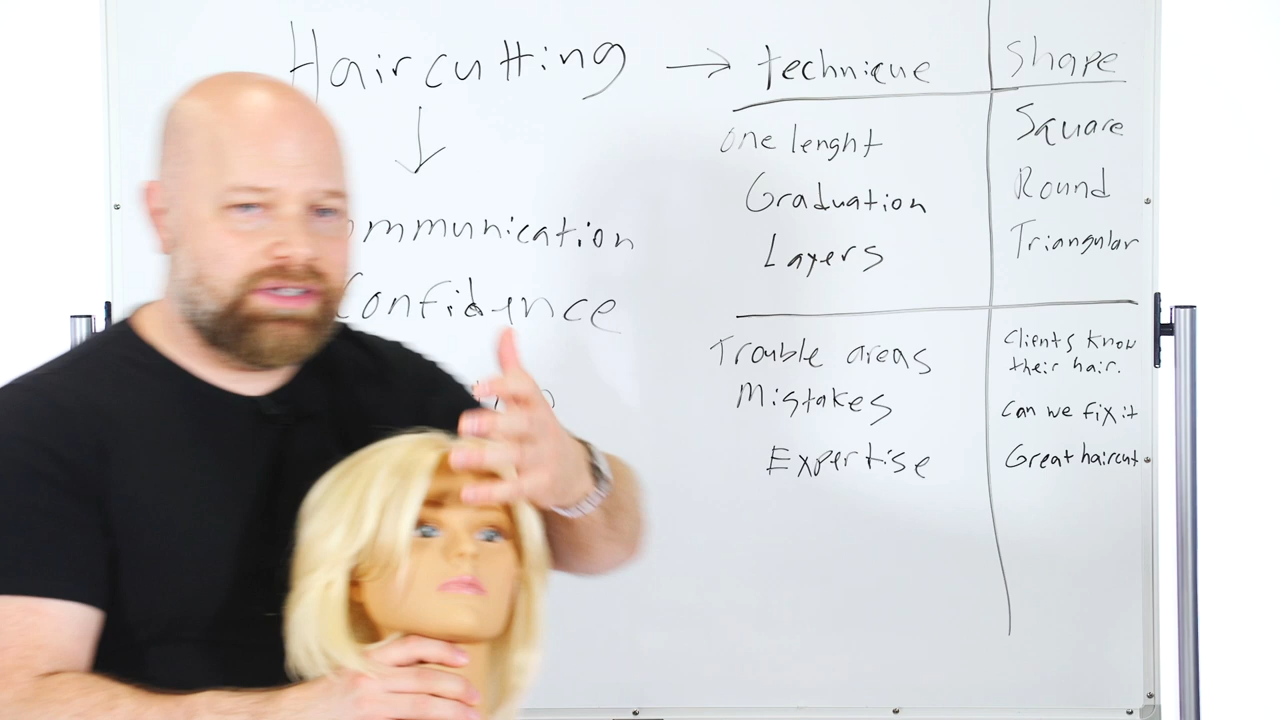 Haircutting → technique shape
ommunication
Confidence
one lenght Square
Graduation Round
Layers Triangular
Trouble areas Clients know their hair.
Mistakes Can we fix it
Expertise Great haircut